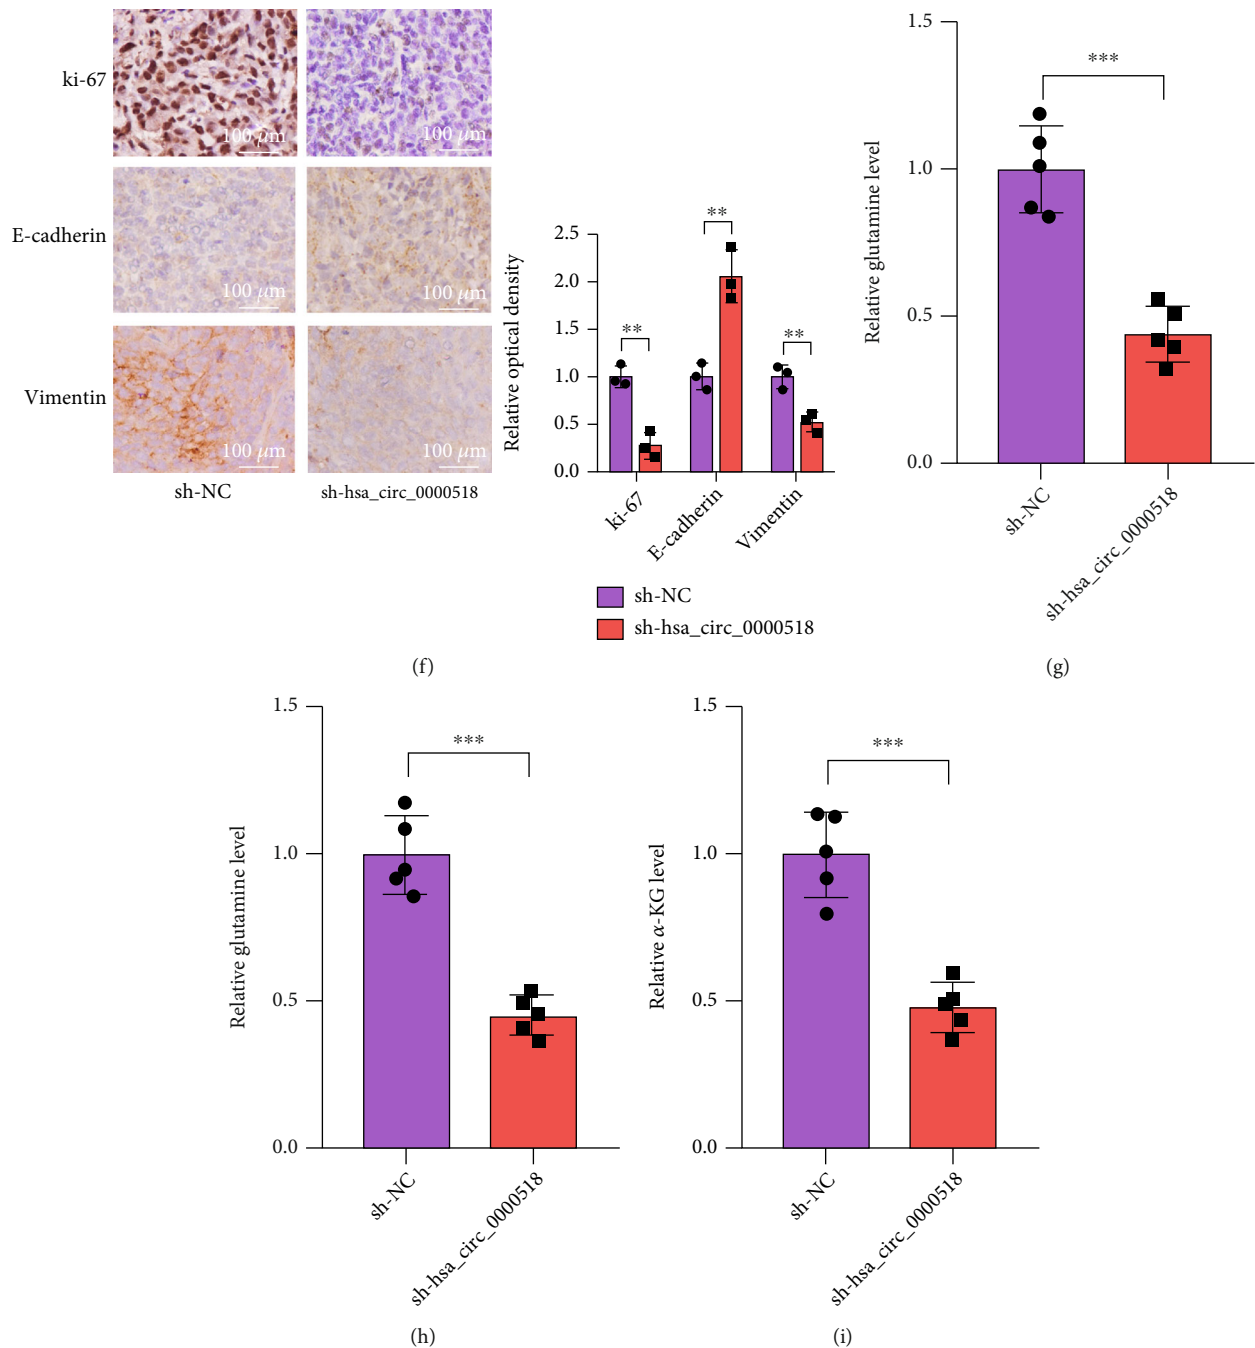 ki-67
100 μm
100 μm
E-cadherin
100 μm
100 μm
Vimentin
100 μm
100 μm
sh-NC
sh-hsa_circ_0000518
Relative optical density
2.5
2.0
1.5
1.0
0.5
0.0
**
**
**
ki-67
E-cadherin
Vimentin
sh-NC
sh-hsa_circ_0000518
(f)
Relative glutamine level
1.5
1.0
0.5
0.0
***
sh-NC
sh-hsa_circ_0000518
(g)
Relative glutamine level
1.5
1.0
0.5
0.0
***
sh-NC
sh-hsa_circ_0000518
(h)
Relative α-KG level
1.5
1.0
0.5
0.0
***
sh-NC
sh-hsa_circ_0000518
(i)